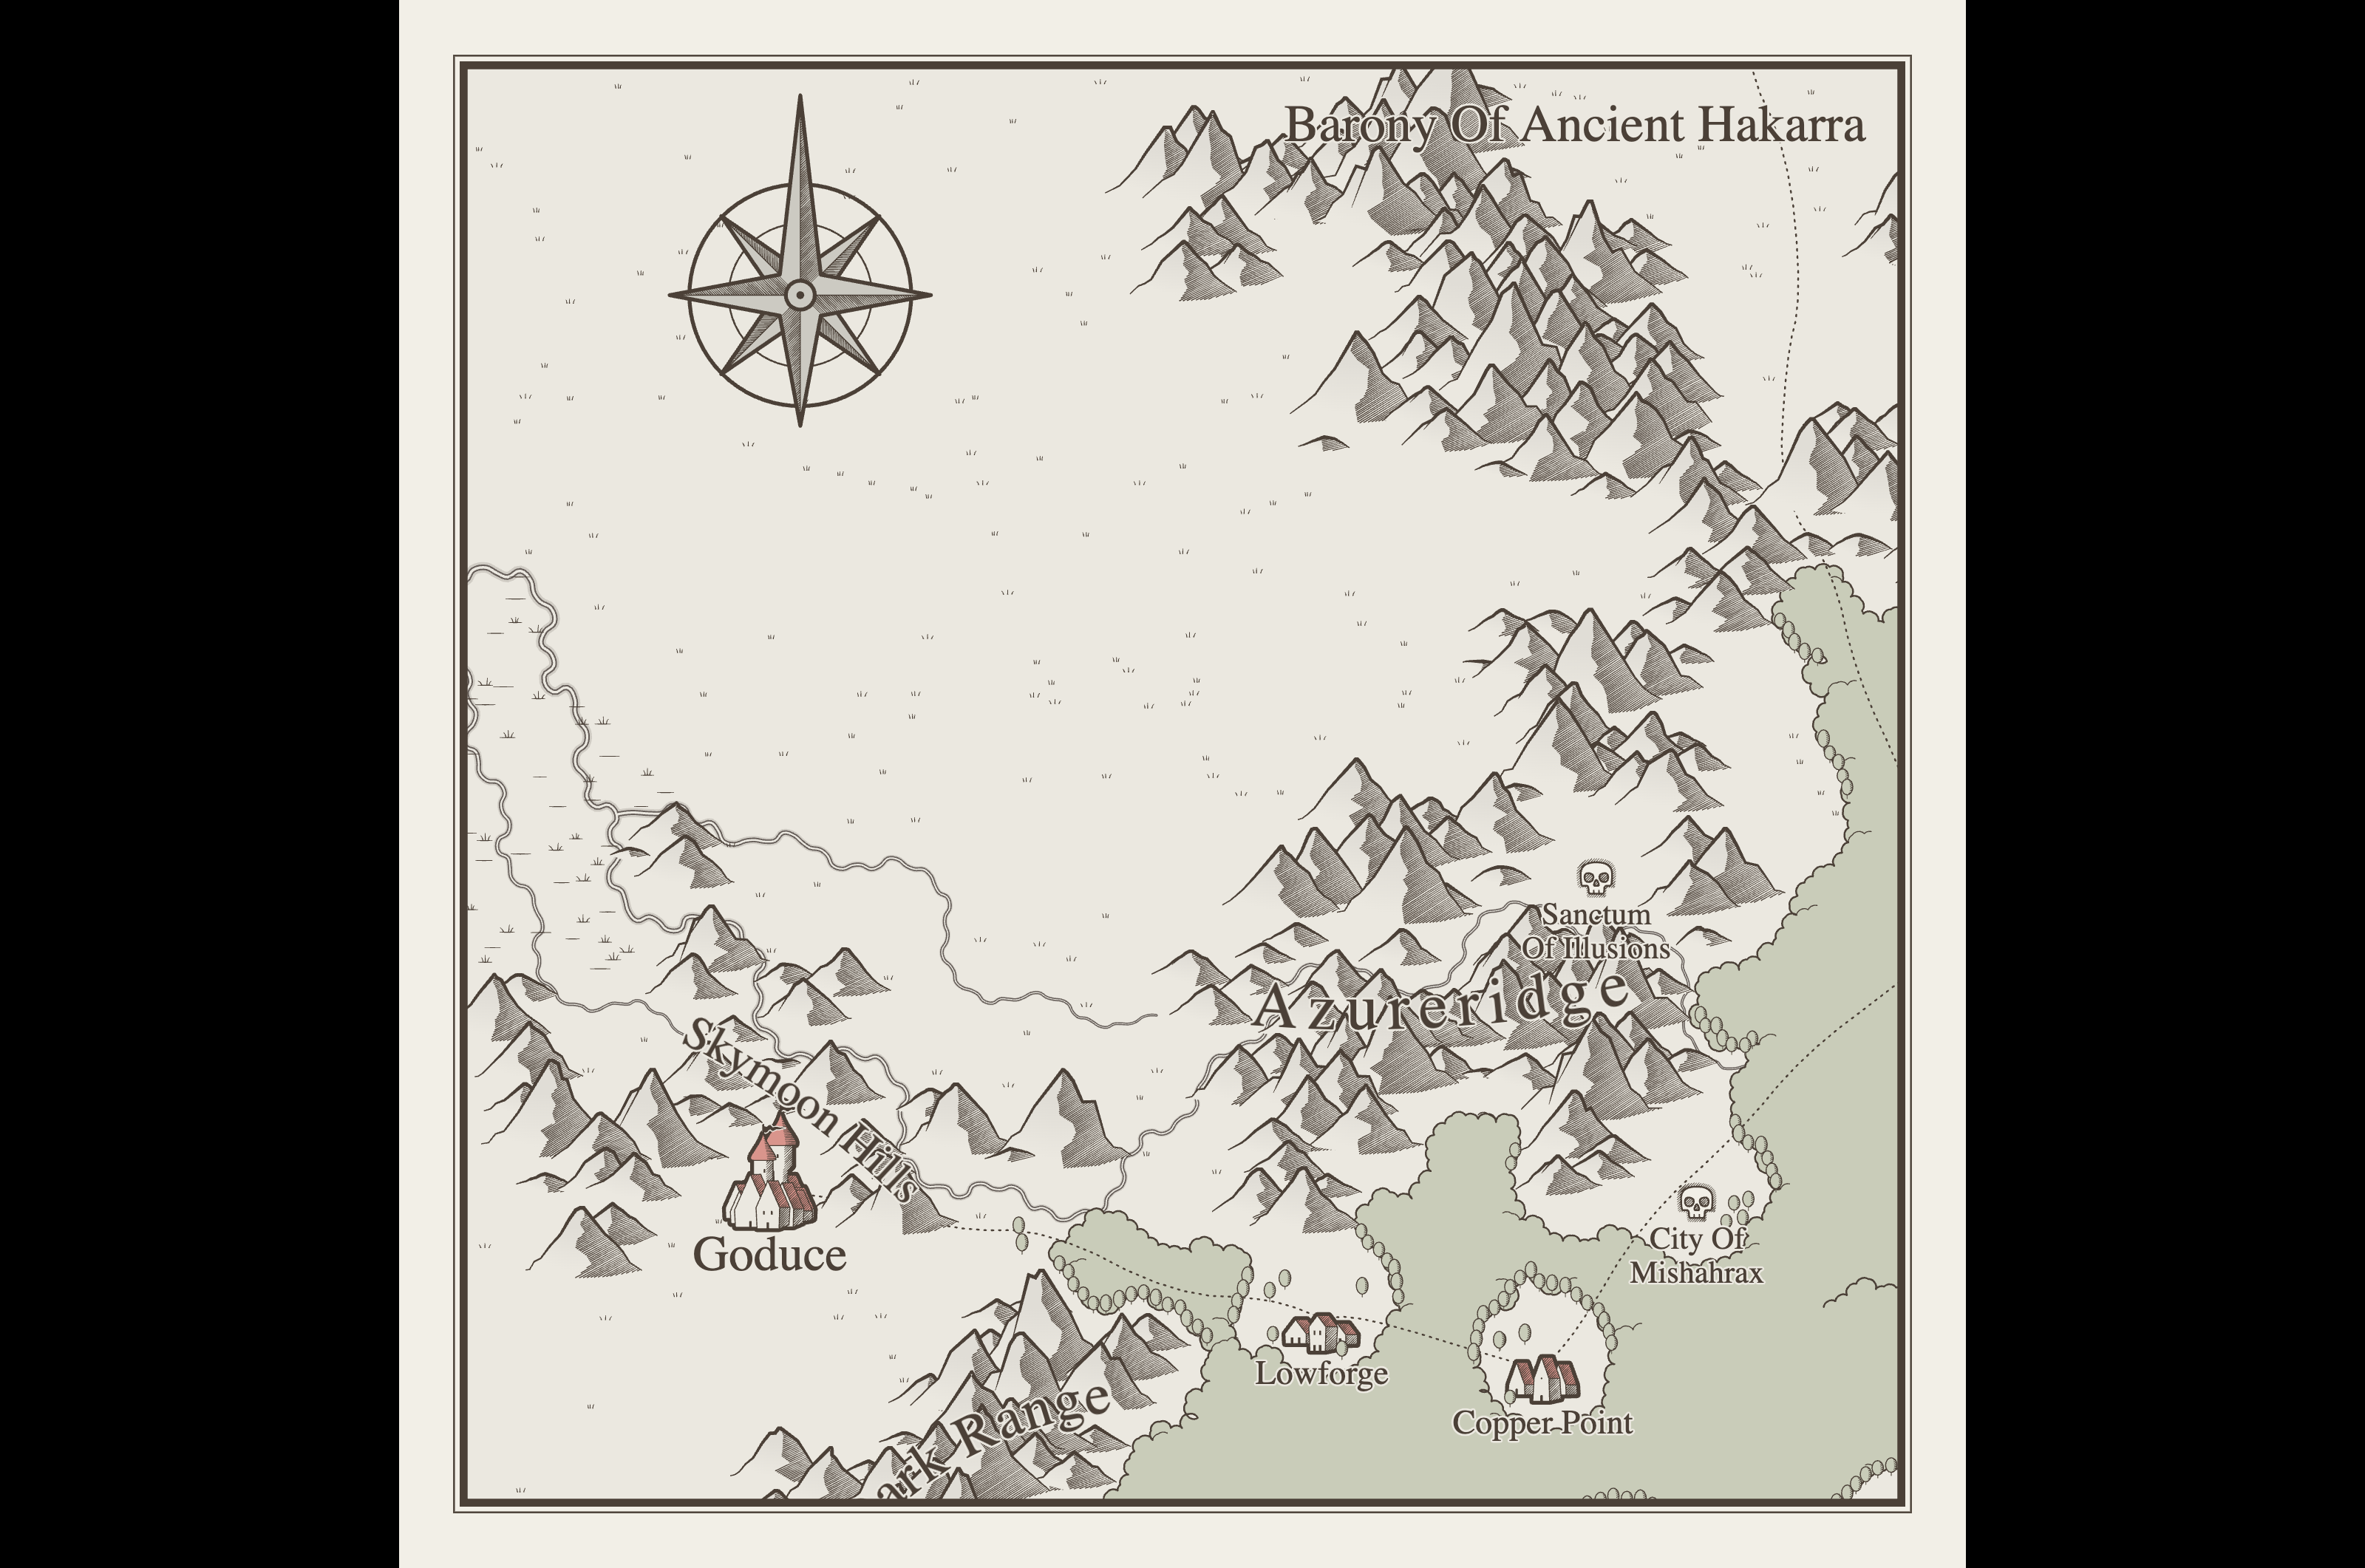 Barony Of Ancient Hakarra
Sanctum
Of Illusions
Azureridge
Skymoon Hills
Goduce
City Of
Mishahrax
Lowforge
Copper Point
ark Range